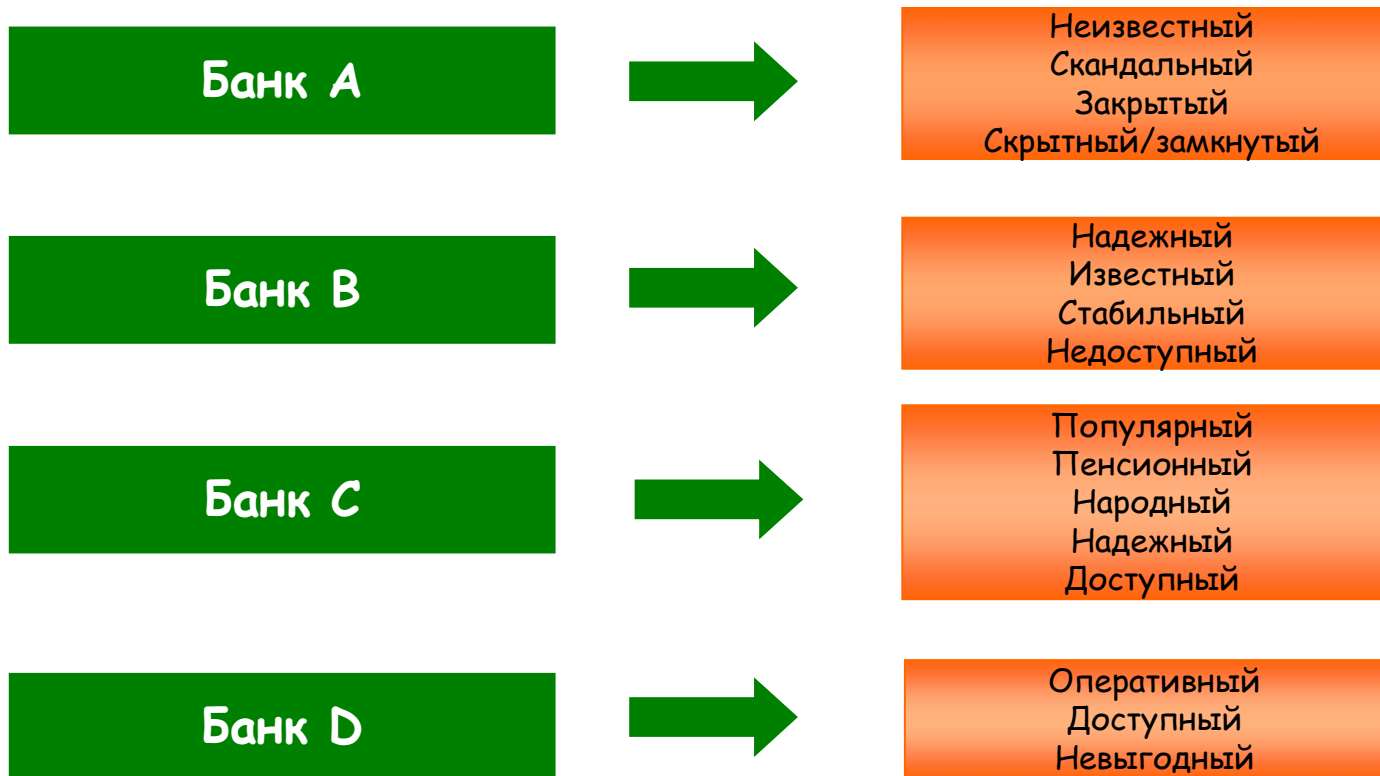 Банк A
Неизвестный
Скандальный
Закрытый
Скрытный/замкнутый
Банк B
Надежный
Известный
Стабильный
Недоступный
Банк C
Популярный
Пенсионный
Народный
Надежный
Доступный
Банк D
Оперативный
Доступный
Невыгодный